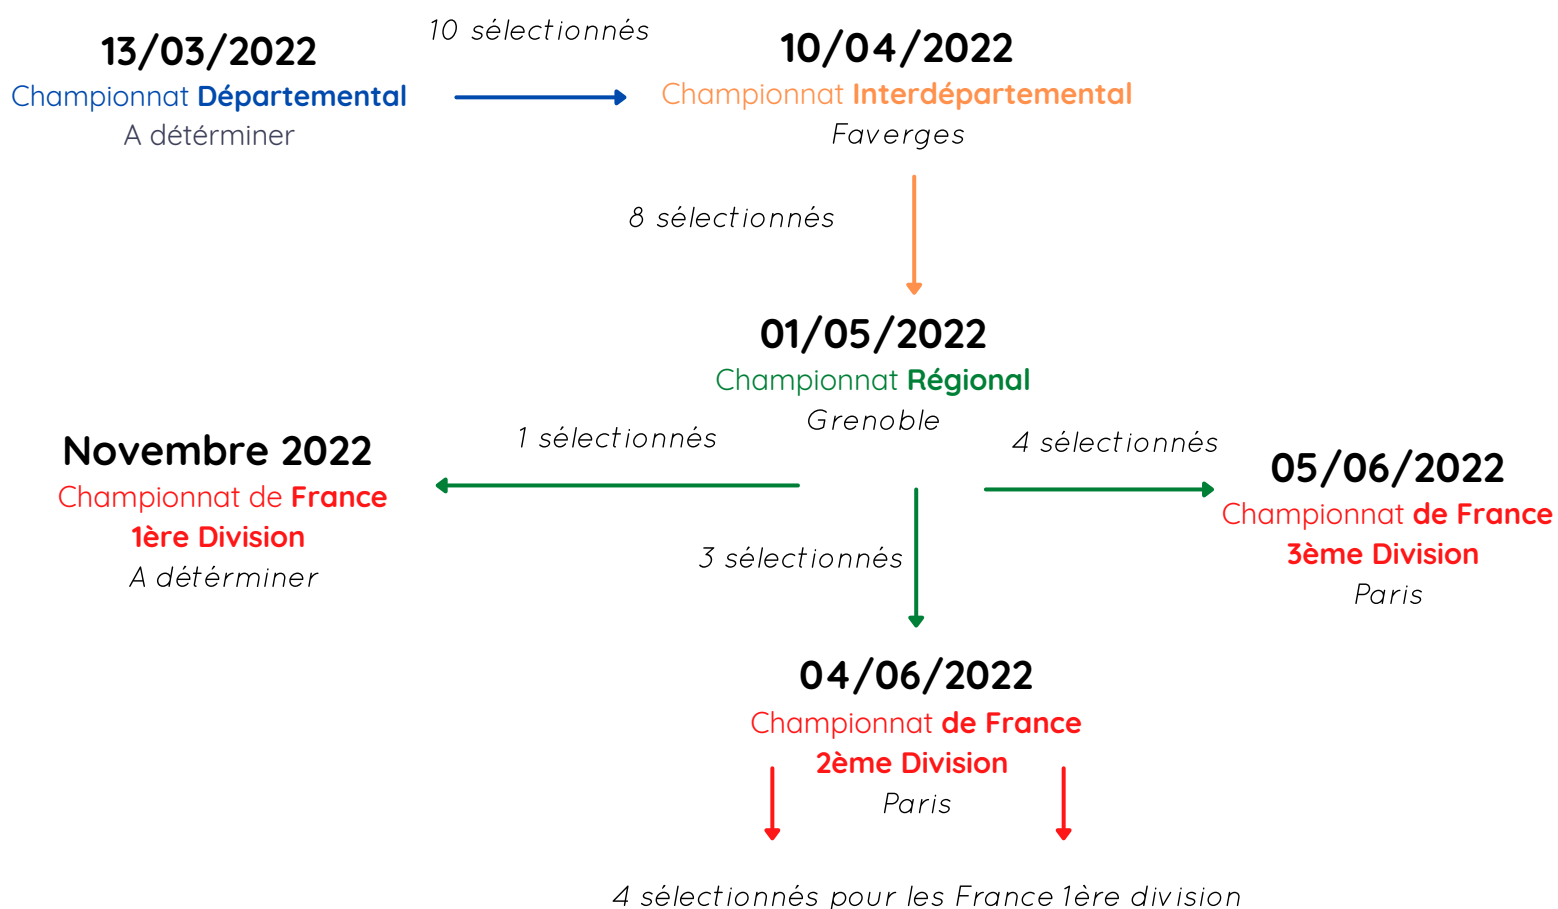 13/03/2022
Championnat Départemental
A détérminer
10 sélectionnés
10/04/2022
Championnat Interdépartemental
Faverges
8 sélectionnés
01/05/2022
Championnat Régional
Grenoble
1 sélectionnés
Novembre 2022
Championnat de France
1ère Division
A détérminer
4 sélectionnés
05/06/2022
Championnat de France
3ème Division
Paris
3 sélectionnés
04/06/2022
Championnat de France
2ème Division
Paris
4 sélectionnés pour les France 1ère division